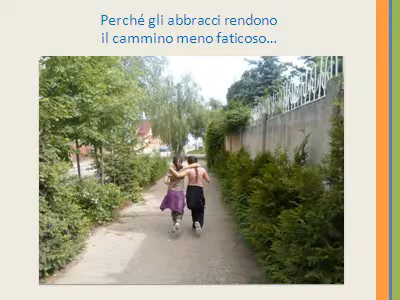 Perché gli abbracci rendono
il cammino meno faticoso...